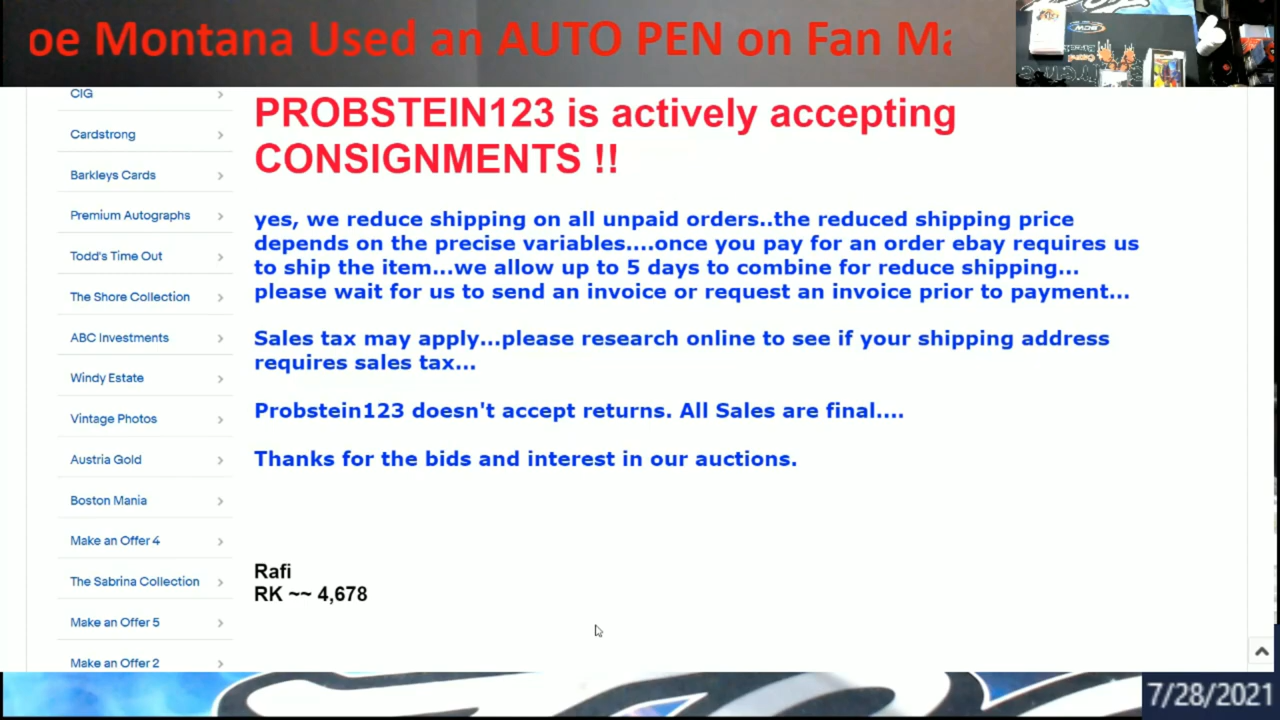 oe Montana Used an AUTO PEN on Fan Ma
CIG
Cardstrong
Barkleys Cards
Premium Autographs
Todd's Time Out
The Shore Collection
ABC Investments
Windy Estate
Vintage Photos
Austria Gold
Boston Mania
Make an Offer 4
The Sabrina Collection
Make an Offer 5
Make an Offer 2
PROBSTEIN123 is actively accepting
CONSIGNMENTS !!
yes, we reduce shipping on all unpaid orders..the reduced shipping price
depends on the precise variables....once you pay for an order ebay requires us
to ship the item...we allow up to 5 days to combine for reduce shipping...
please wait for us to send an invoice or request an invoice prior to payment...
Sales tax may apply...please research online to see if your shipping address
requires sales tax...
Probstein123 doesn't accept returns. All Sales are final....
Thanks for the bids and interest in our auctions.
Rafi
RK ~~ 4,678
7/28/2021